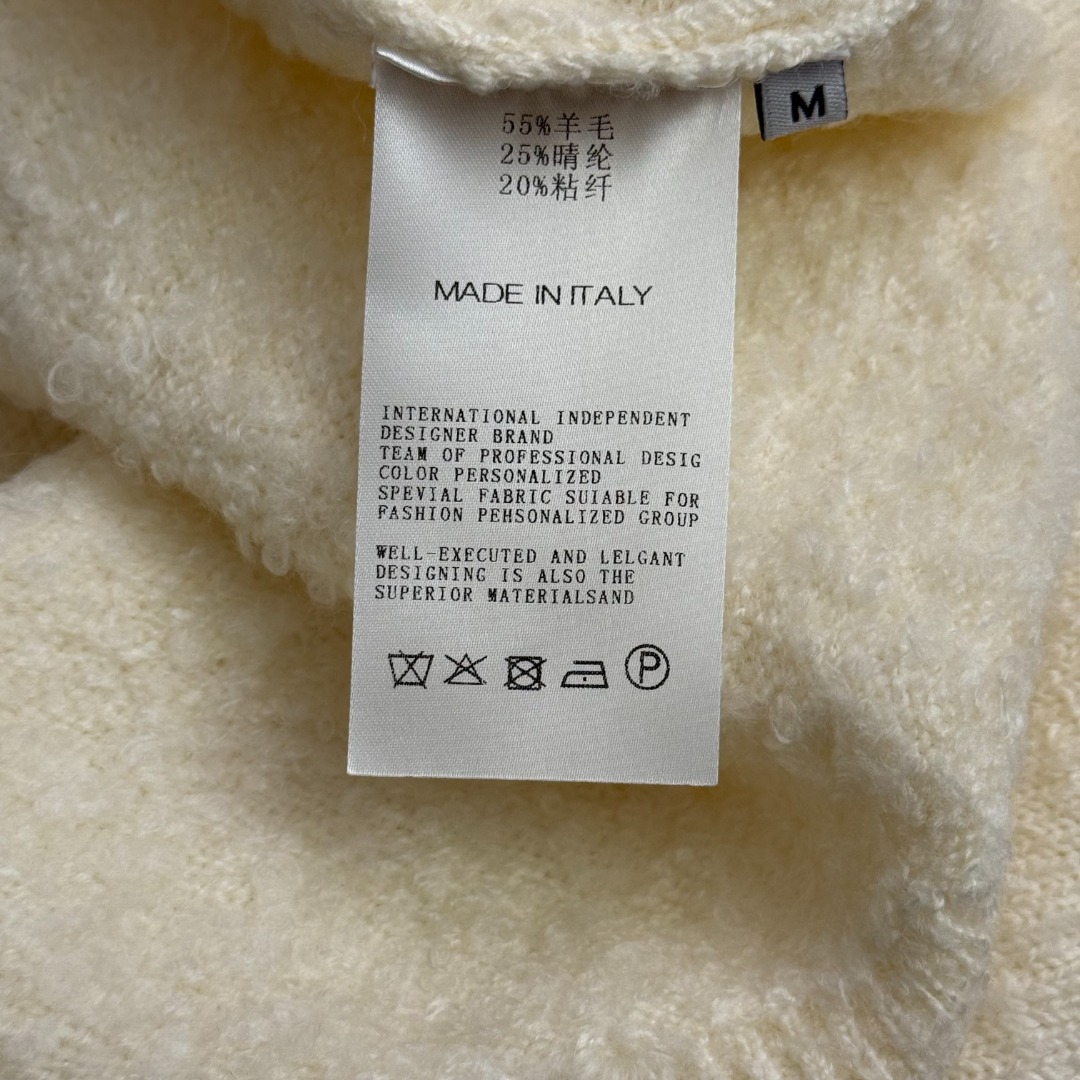 M
55%羊毛
25%晴纶
20%粘纤
MADE IN ITALY
INTERNATIONAL INDEPENDENT
DESIGNER BRAND
TEAM OF PROFESSIONAL DESIG
COLOR PERSONALIZED
SPEVIAL FABRIC SUIABLE FOR
FASHION PEHSONALIZED GROUP
WELL-EXECUTED AND LELGANT
DESIGNING IS ALSO THE
SUPERIOR MATERIALSAND
P